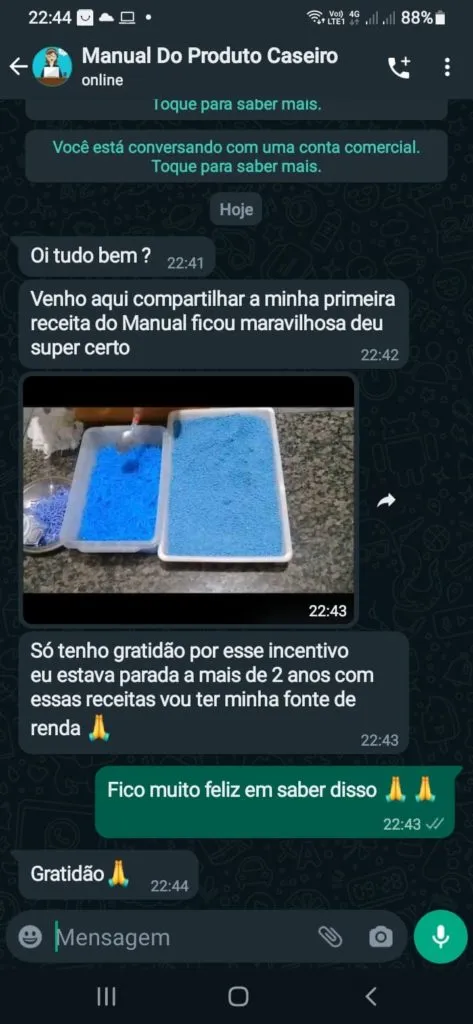 22:44
Vo))
LTE1
4G
88%
Manual Do Produto Caseiro
online
Toque para saber mais.
Você está conversando com uma conta comercial.
Toque para saber mais.
Hoje
Oi tudo bem ?
22:41
Venho aqui compartilhar a minha primeira
receita do Manual ficou maravilhosa deu
super certo
22:42
22:43
Só tenho gratidão por esse incentivo
eu estava parada a mais de 2 anos com
essas receitas vou ter minha fonte de
renda 🙏
22:43
Fico muito feliz em saber disso 🙏 🙏
22:43
Gratidão🙏
22:44
Mensagem